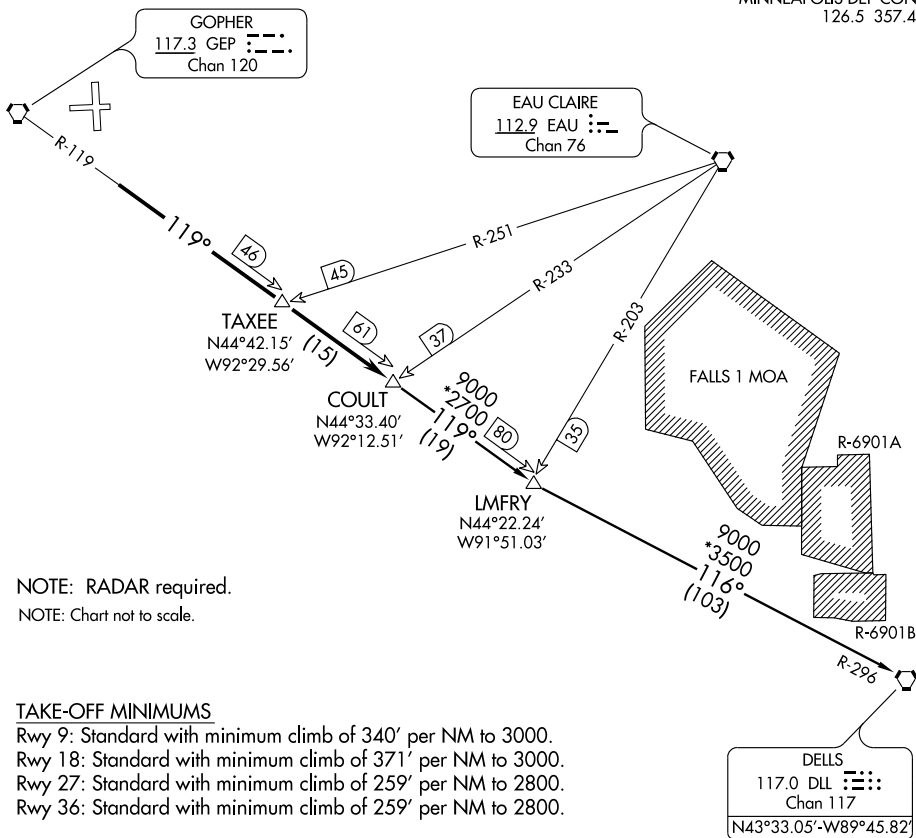 MINNEAPOLIS DEP CON
126.5 357.4
GOPHER
117.3 GEP
Chan 120
EAU CLAIRE
112.9 EAU
Chan 76
R-119
119°
46
45
R-251
R-233
R-203
TAXEE
N44°42.15'
W92°29.56'
(15)
61
37
COULT
N44°33.40'
W92°12.51'
9000
*2700
119°
(19)
80
35
LMFRY
N44°22.24'
W91°51.03'
FALLS 1 MOA
R-6901A
R-6901B
9000
*3500
116°
(103)
R-296
NOTE: RADAR required.
NOTE: Chart not to scale.
TAKE-OFF MINIMUMS
Rwy 9: Standard with minimum climb of 340' per NM to 3000.
Rwy 18: Standard with minimum climb of 371' per NM to 3000.
Rwy 27: Standard with minimum climb of 259' per NM to 2800.
Rwy 36: Standard with minimum climb of 259' per NM to 2800.
DELLS
117.0 DLL
Chan 117
N43°33.05'-W89°45.82'